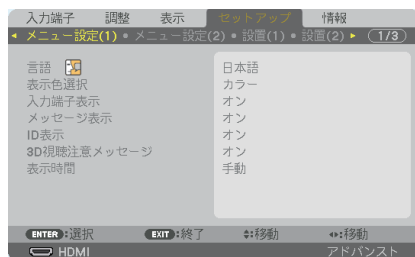 入力端子 調整 表示 セットアップ 情報
◂ メニュー設定(1) • メニュー設定(2) • 設置(1) • 設置(2) ▸ 1/3
言語 日本語
表示色選択 カラー
入力端子表示 オン
メッセージ表示 オン
ID表示 オン
3D視聴注意メッセージ オン
表示時間 手動
ENTER:選択 EXIT:終了 :移動 :移動
HDMI アドバンスト